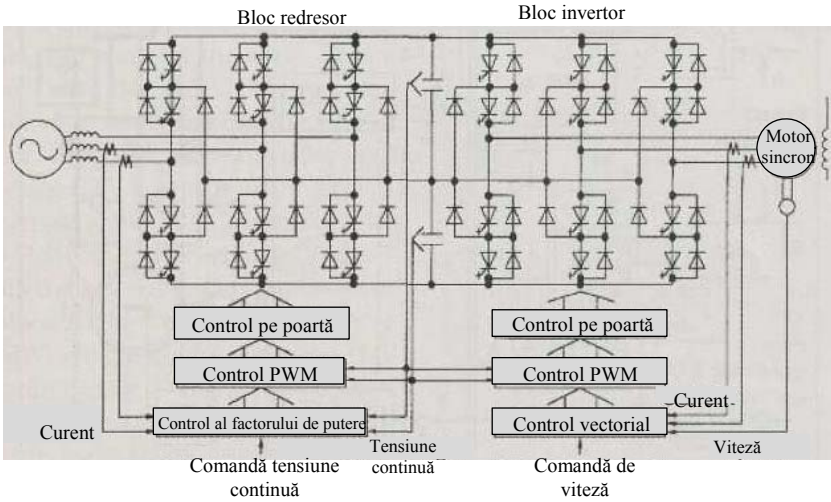 Bloc redresor
Bloc invertor
Motor
sincron
Control pe poartă
Control pe poartă
Control PWM
Control PWM
Curent
Control al factorului de putere
Control vectorial
Curent
Tensiune
continuă
Viteză
Comandă tensiune
continuă
Comandă de
viteză